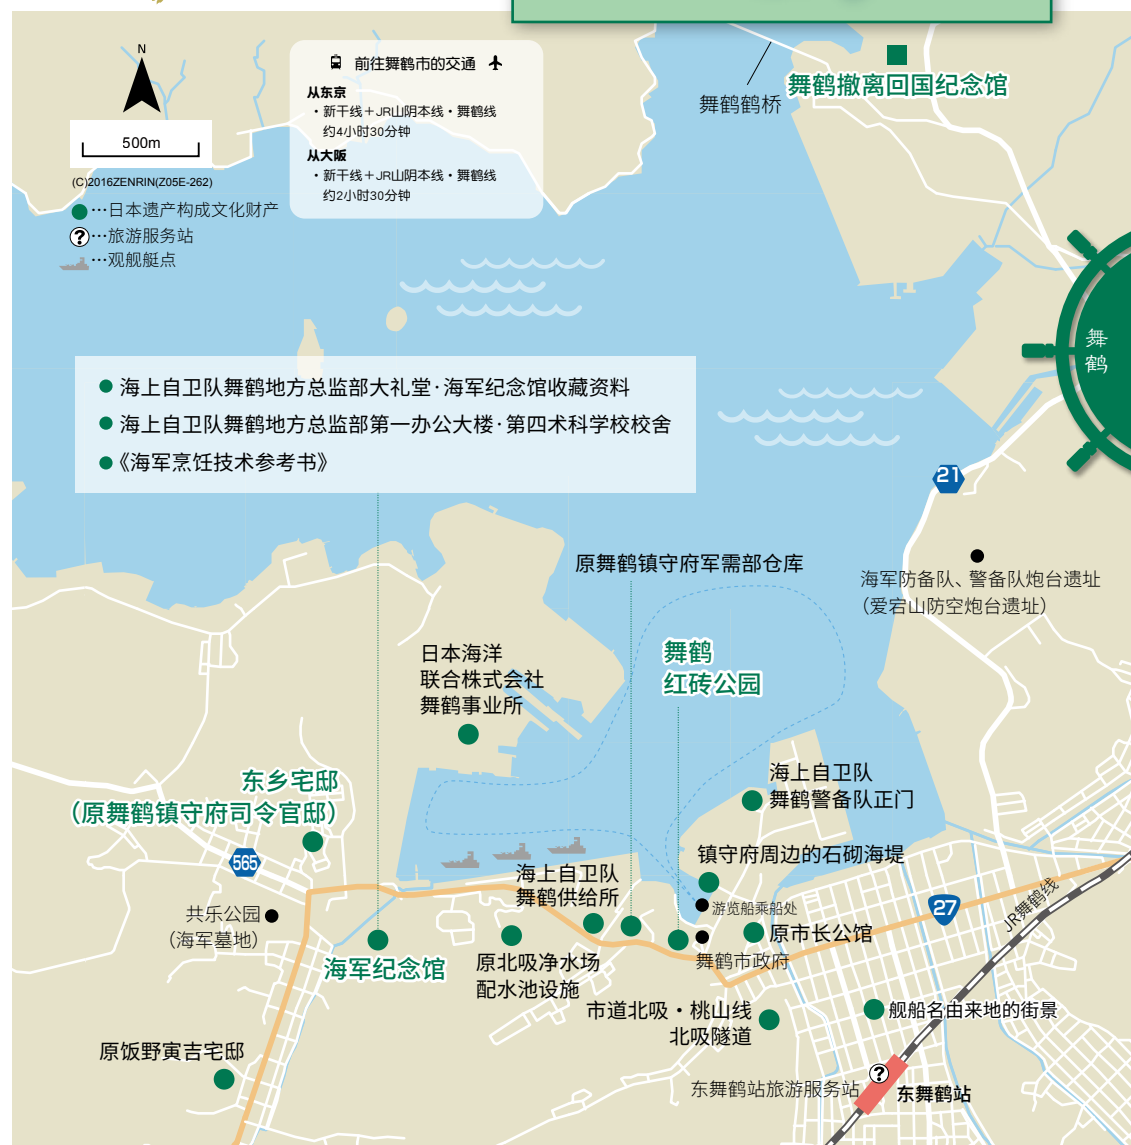 N
500m
(C)2016ZENRIN(Z05E-262)
…日本遗产构成文化财产
?…旅游服务站
…观舰艇点
前往舞鹤市的交通
从东京
・新干线＋JR山阴本线・舞鹤线
约4小时30分钟
从大阪
・新干线＋JR山阴本线・舞鹤线
约2小时30分钟
舞鹤鹤桥
舞鹤撤离回国纪念馆
舞
鹤
海上自卫队舞鹤地方总监部大礼堂·海军纪念馆收藏资料
海上自卫队舞鹤地方总监部第一办公大楼·第四术科学校校舍
《海军烹饪技术参考书》
21
海军防备队、警备队炮台遗址
（爱宕山防空炮台遗址）
原舞鹤镇守府军需部仓库
舞鹤
红砖公园
日本海洋
联合株式会社
舞鹤事业所
东乡宅邸
（原舞鹤镇守府司令官邸）
565
海上自卫队
舞鹤警备队正门
镇守府周边的石砌海堤
海上自卫队
舞鹤供给所
游览船乘船处
27
JR舞鹤线
共乐公园
（海军墓地）
海军纪念馆
原北吸净水场
配水池设施
原市长公馆
舞鹤市政府
市道北吸・桃山线
北吸隧道
舰船名由来地的街景
原饭野寅吉宅邸
?
东舞鹤站旅游服务站
东舞鹤站